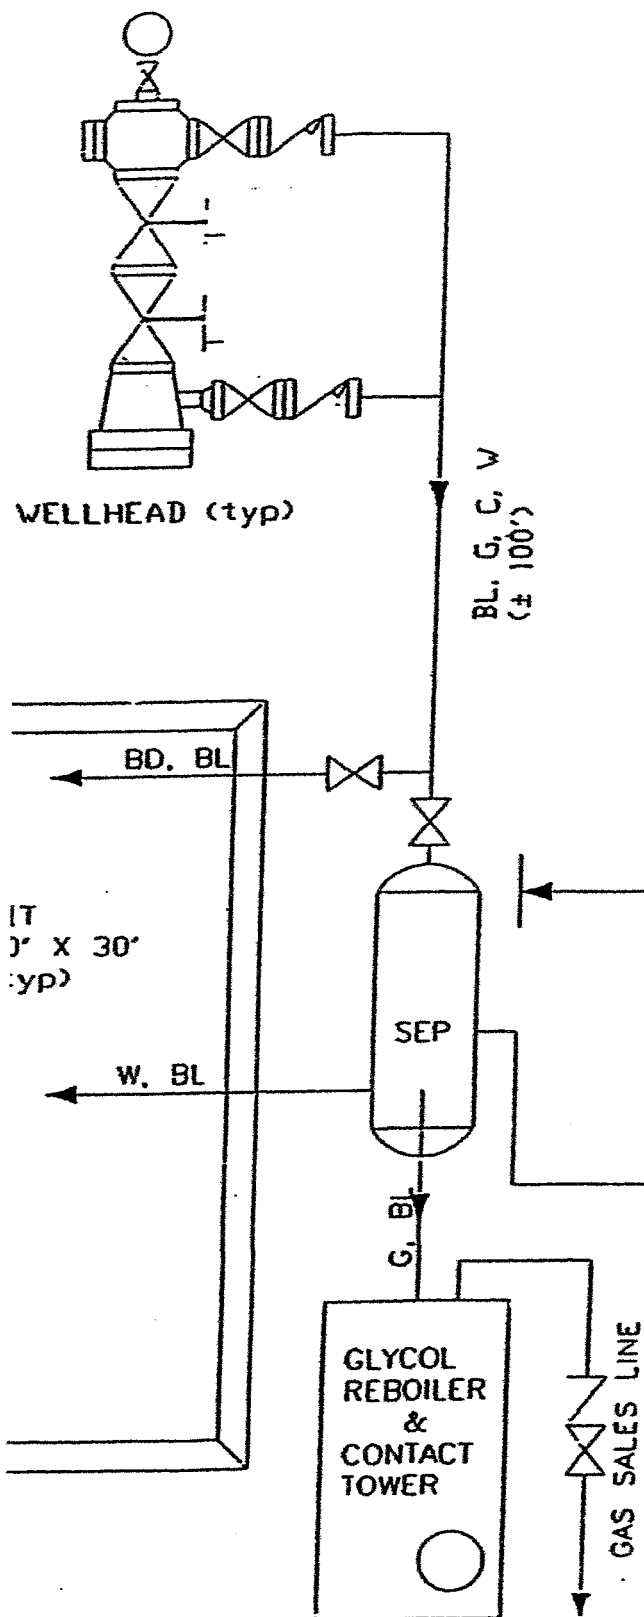 WELLHEAD (typ)
BL, G, C, W
(± 100')
BD, BL
X 30'
SEP
W, BL
G, BL
GLYCOL
REBOILER
&
CONTACT
TOWER
GAS SALES LINE